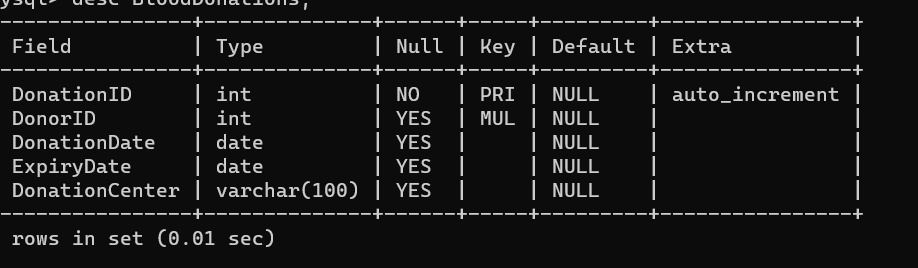 ysql> desc BloodDonations;
---------------+--------------+------+-----+---------+----------------+
Field          | Type         | Null | Key | Default | Extra          |
---------------+--------------+------+-----+---------+----------------+
DonationID     | int          | NO   | PRI | NULL    | auto_increment |
DonorID        | int          | YES  | MUL | NULL    |                |
DonationDate   | date         | YES  |     | NULL    |                |
ExpiryDate     | date         | YES  |     | NULL    |                |
DonationCenter | varchar(100) | YES  |     | NULL    |                |
---------------+--------------+------+-----+---------+----------------+
rows in set (0.01 sec)